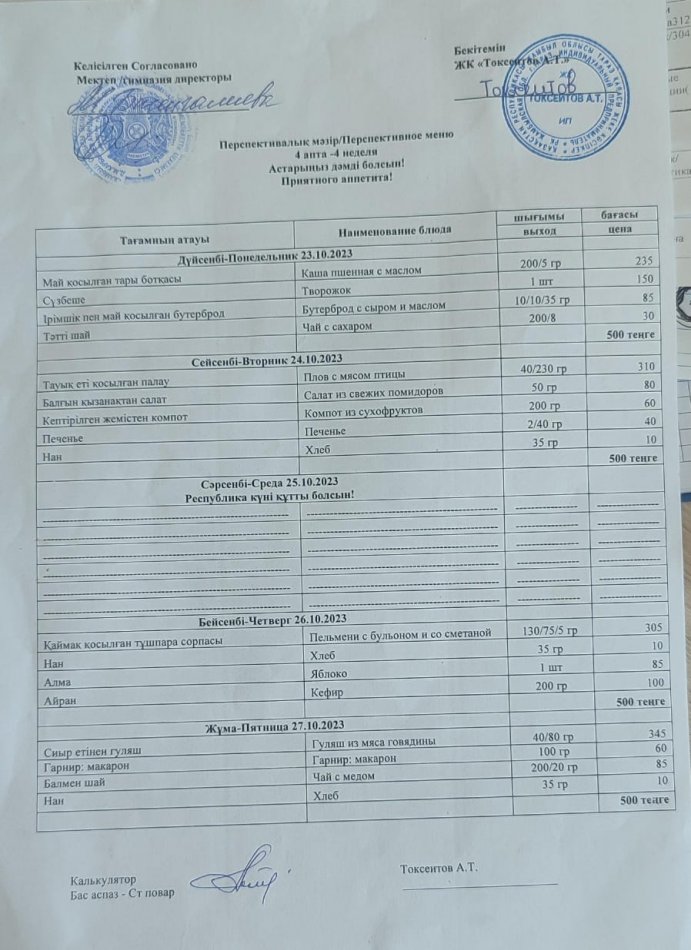 Келісілген Согласовано
Мектеп /гимназия директоры
Бекітемін
ЖК «Токсеитов А.Т.»
Токсеитов
ТОКСЕИТОВ А.Т.
ИП
Перспективалық мәзір/Перспективное меню
4 апта -4 неделя
Астарыңыз дәмді болсын!
Приятного аппетита!
Тағамның атауы Наименование блюда шығымы выход бағасы цена
Дүйсенбі-Понедельник 23.10.2023
Май қосылған тары ботқасы Каша пшенная с маслом 200/5 гр 235
Сүзбеше Творожок 1 шт 150
Ірімшік пен май қосылған бутерброд Бутерброд с сыром и маслом 10/10/35 гр 85
Тәтті шай Чай с сахаром 200/8 30
500 теңге
Сейсенбі-Вторник 24.10.2023
Тауық еті қосылған палау Плов с мясом птицы 40/230 гр 310
Балғын қызанақтан салат Салат из свежих помидоров 50 гр 80
Кептірілген жемістен компот Компот из сухофруктов 200 гр 60
Печенье Печенье 2/40 гр 40
Нан Хлеб 35 гр 10
500 теңге
Сәрсенбі-Среда 25.10.2023
Республика күні құтты болсын!
Бейсенбі-Четверг 26.10.2023
Қаймақ қосылған тұшпара сорпасы Пельмени с бульоном и со сметаной 130/75/5 гр 305
Нан Хлеб 35 гр 10
Алма Яблоко 1 шт 85
Айран Кефир 200 гр 100
500 теңге
Жұма-Пятница 27.10.2023
Сиыр етінен гуляш Гуляш из мяса говядины 40/80 гр 345
Гарнир: макарон Гарнир: макарон 100 гр 60
Балмен шай Чай с медом 200/20 гр 85
Нан Хлеб 35 гр 10
500 теңге
Калькулятор
Бас аспаз - Ст повар
Токсеитов А.Т.